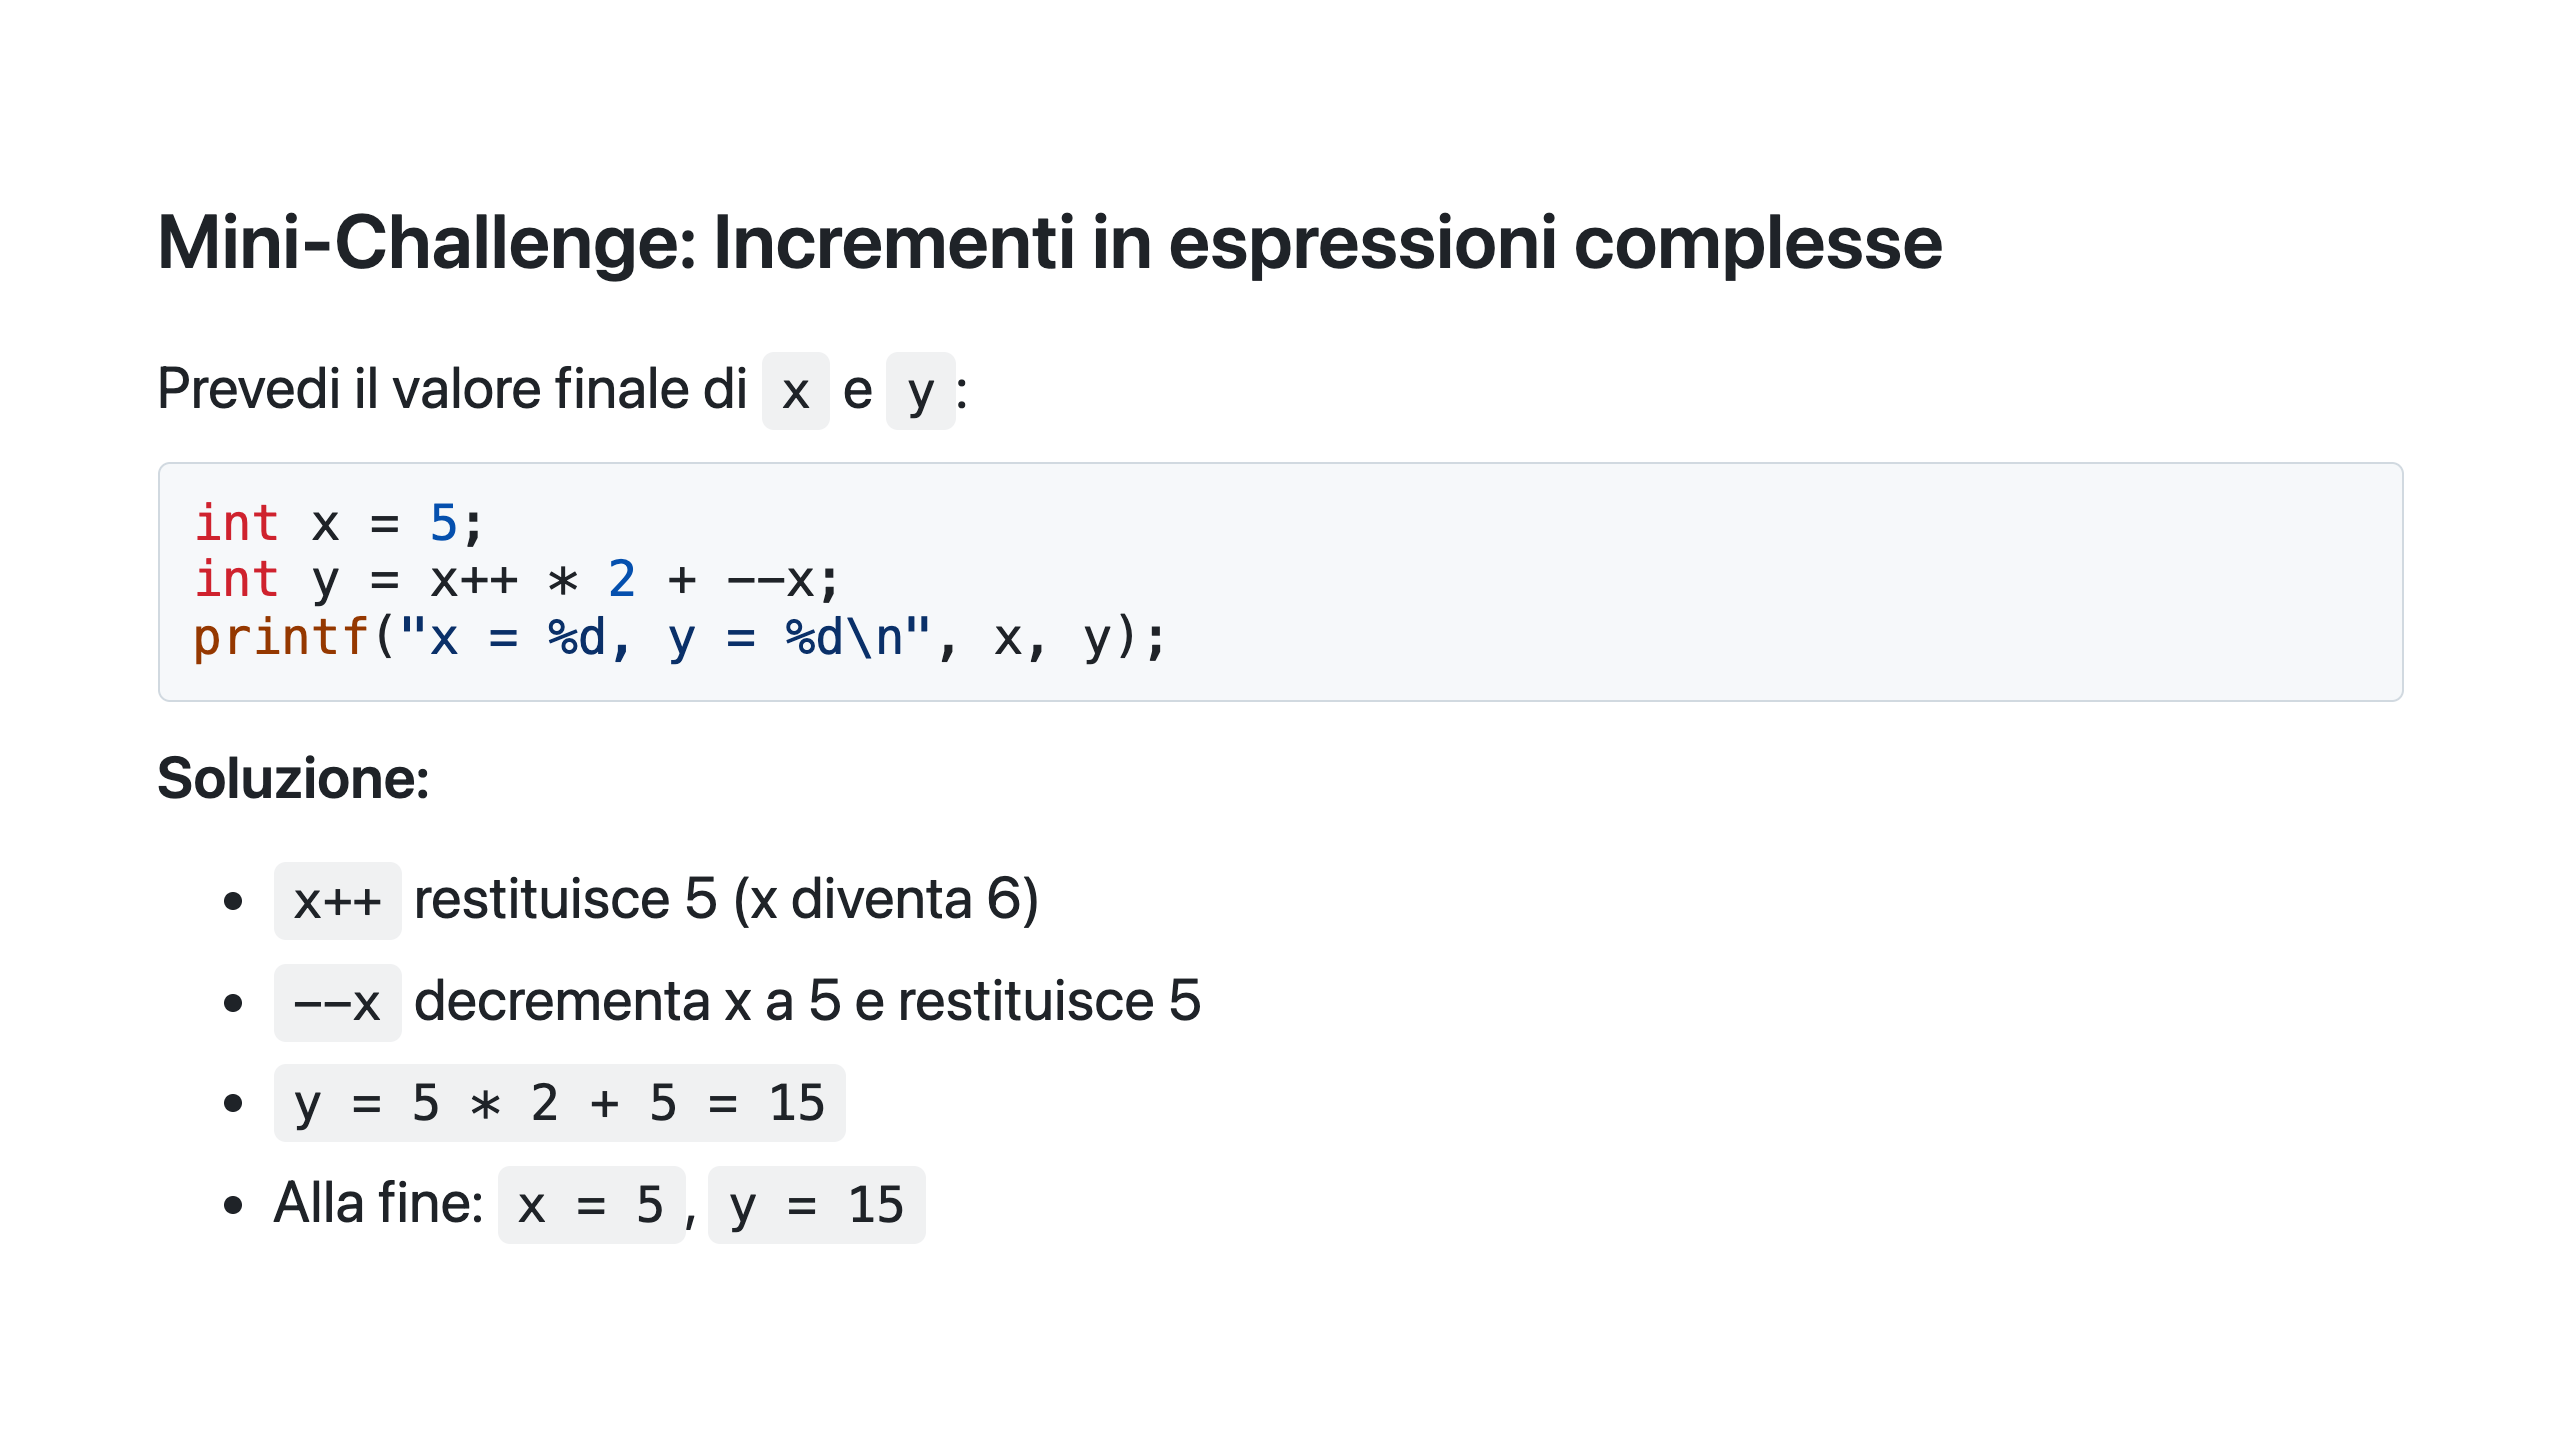 Mini-Challenge: Incrementi in espressioni complesse
Prevedi il valore finale di x e y:
int x = 5;
int y = x++ * 2 + --x;
printf("x = %d, y = %d\n", x, y);
Soluzione:
• x++ restituisce 5 (x diventa 6)
• --x decrementa x a 5 e restituisce 5
• y = 5 * 2 + 5 = 15
• Alla fine: x = 5, y = 15